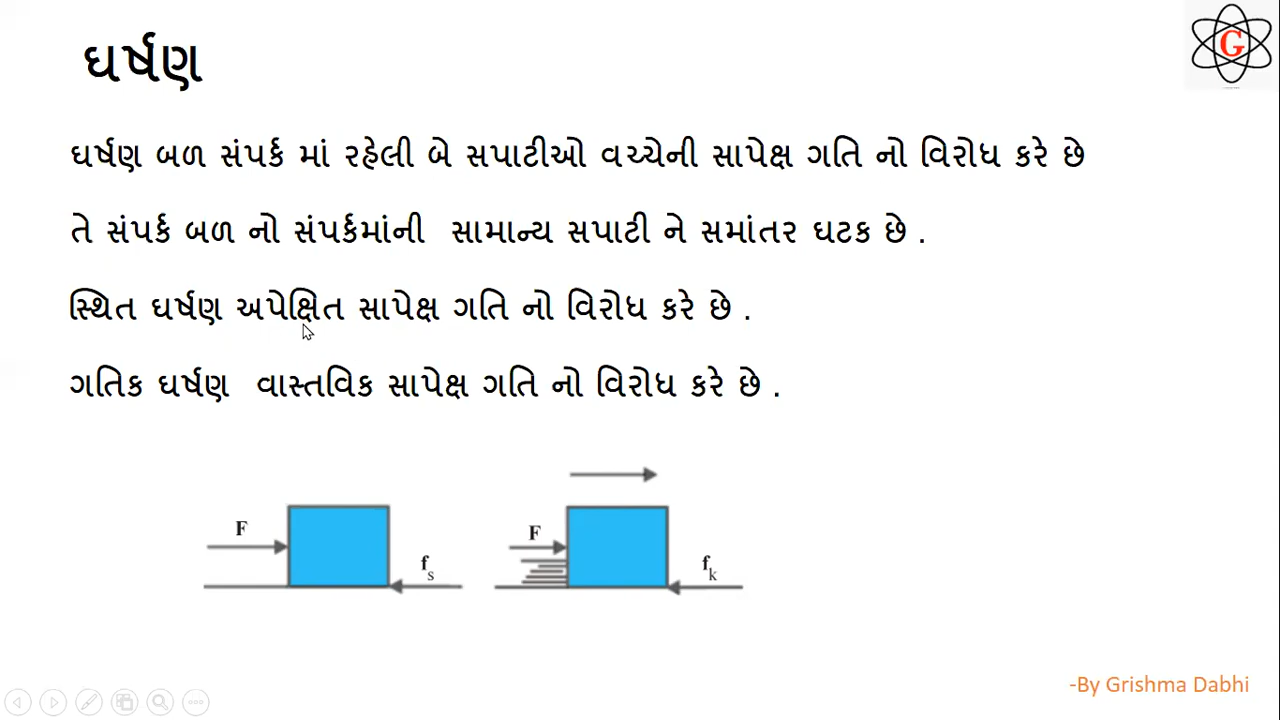 ઘર્ષણ
G
ઘર્ષણ બળ સંપર્ક માં રહેલી બે સપાટીઓ વચ્ચેની સાપેક્ષ ગતિ નો વિરોધ કરે છે
તે સંપર્ક બળ નો સંપર્કમાંની સામાન્ય સપાટી ને સમાંતર ઘટક છે .
સ્થિત ઘર્ષણ અપેક્ષિત સાપેક્ષ ગતિ નો વિરોધ કરે છે .
ગતિક ઘર્ષણ વાસ્તવિક સાપેક્ષ ગતિ નો વિરોધ કરે છે .
F
fs
F
fk
-By Grishma Dabhi